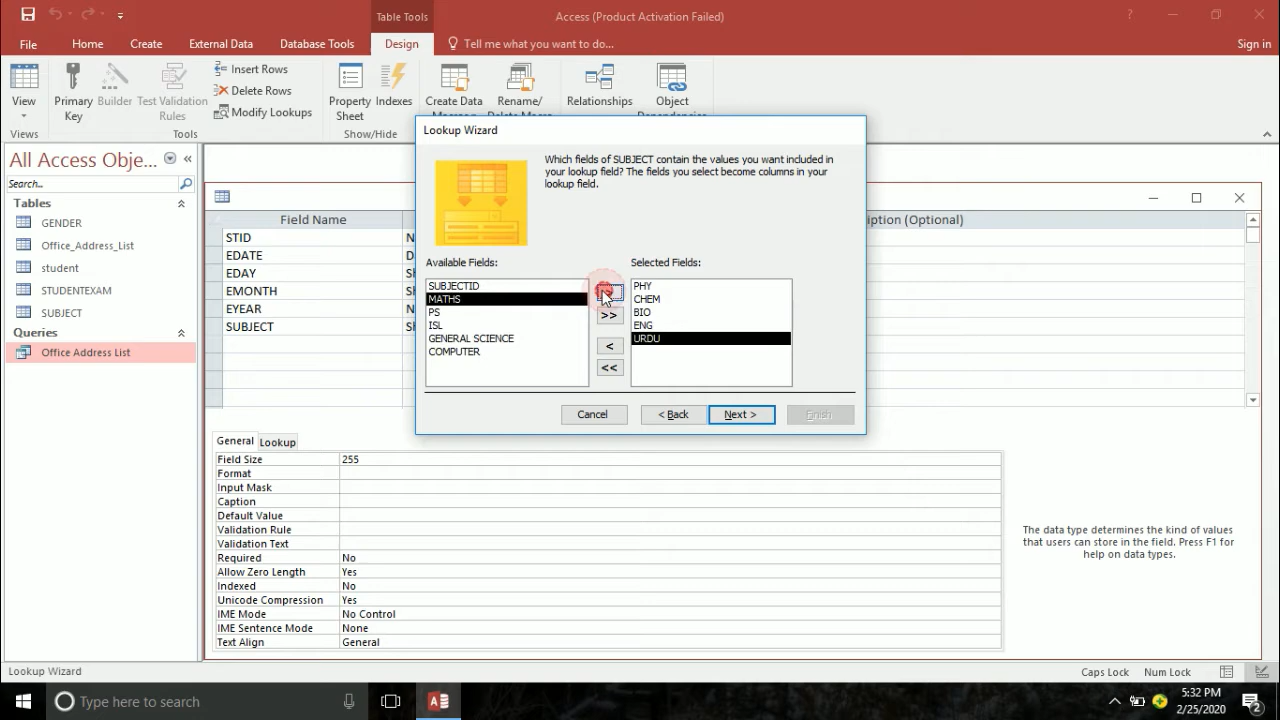 Table Tools
Access (Product Activation Failed)
File
Home
Create
External Data
Database Tools
Design
Tell me what you want to do...
Sign in
View
Primary Key
Builder
Test Validation Rules
Insert Rows
Delete Rows
Modify Lookups
Property Sheet
Indexes
Create Data
Rename/
Relationships
Object
Views
Tools
Show/Hide
All Access Obje...
Search...
Tables
GENDER
Office_Address_List
student
STUDENTEXAM
SUBJECT
Queries
Office Address List
Field Name
(Optional)
STID
EDATE
EDAY
EMONTH
EYEAR
SUBJECT
Lookup Wizard
Which fields of SUBJECT contain the values you want included in
your lookup field? The fields you select become columns in your
lookup field.
Available Fields:
SUBJECTID
MATHS
PS
ISL
GENERAL SCIENCE
COMPUTER
>>
<
<<
Selected Fields:
PHY
CHEM
BIO
ENG
URDU
Cancel
< Back
Next >
Finish
General
Lookup
Field Size 255
Format
Input Mask
Caption
Default Value
Validation Rule
Validation Text
Required No
Allow Zero Length Yes
Indexed No
Unicode Compression Yes
IME Mode No Control
IME Sentence Mode None
Text Align General
The data type determines the kind of values
that users can store in the field. Press F1 for
help on data types.
Lookup Wizard
Caps Lock
Num Lock
Type here to search
5:32 PM
2/25/2020
2